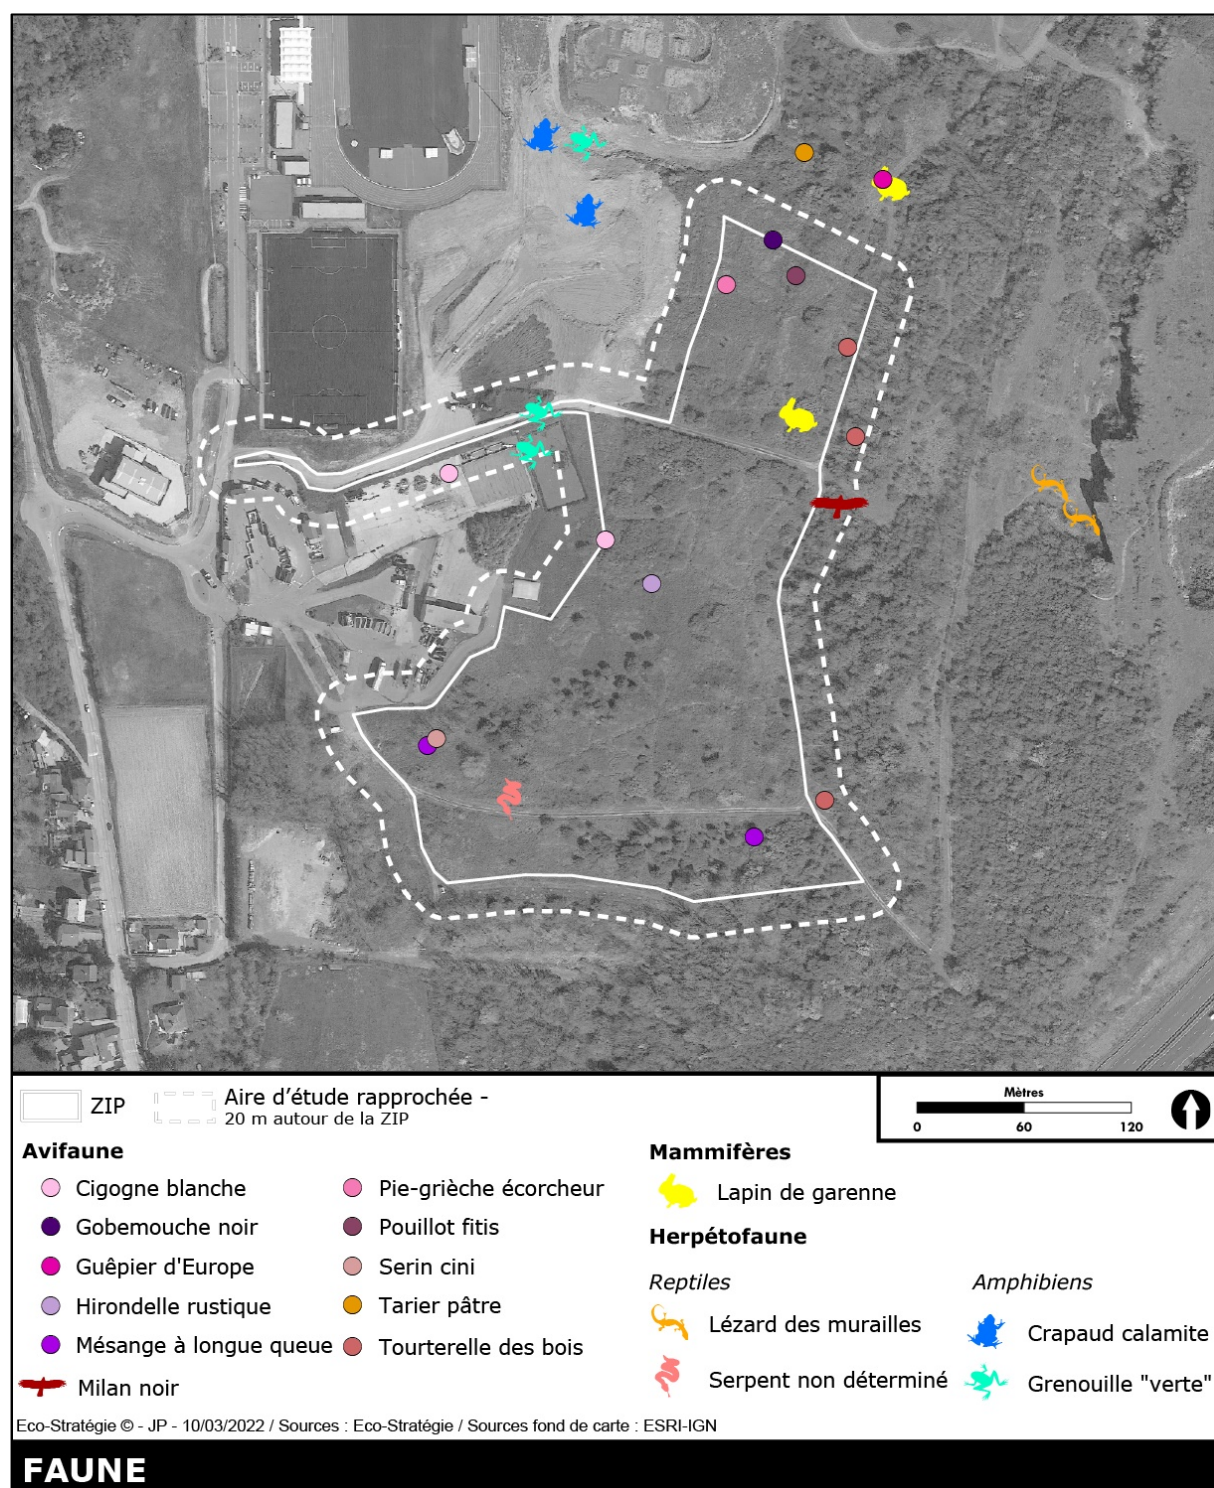 ZIP
Aire d’étude rapprochée -
20 m autour de la ZIP
Mètres
0 60 120
Avifaune
Cigogne blanche
Gobemouche noir
Guêpier d'Europe
Hirondelle rustique
Mésange à longue queue
Milan noir
Pie-grièche écorcheur
Pouillot fitis
Serin cini
Tarier pâtre
Tourterelle des bois
Mammifères
Lapin de garenne
Herpétofaune
Reptiles
Lézard des murailles
Serpent non déterminé
Amphibiens
Crapaud calamite
Grenouille "verte"
Eco-Stratégie © - JP - 10/03/2022 / Sources : Eco-Stratégie / Sources fond de carte : ESRI-IGN
FAUNE